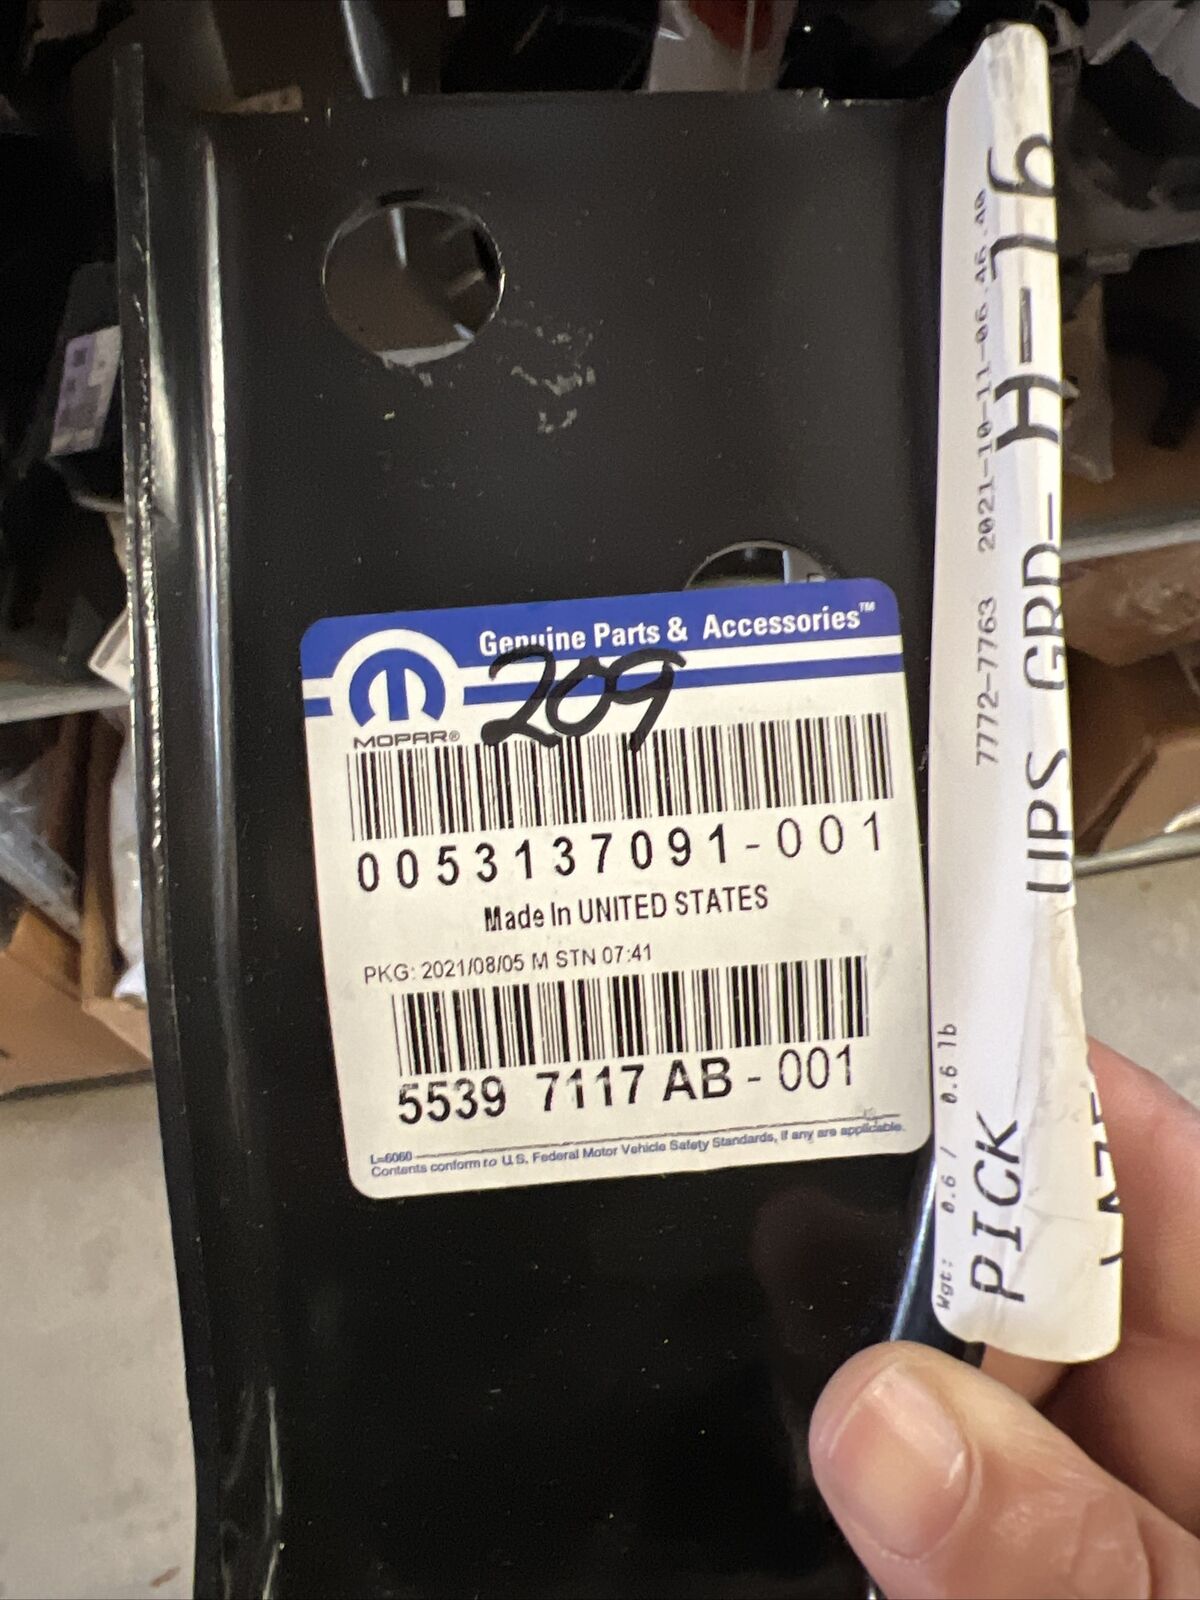 Genuine Parts & Accessories™
209
MOPAR®
0053137091-001
Made In UNITED STATES
PKG: 2021/08/05 M STN 07:41
5539 7117 AB - 001
L=6060
Contents conform to U.S. Federal Motor Vehicle Safety Standards, if any are applicable.
7772-7763 2021-10-11-06.46.40
UPS GRD- H-16
Wgt: 0.6 / 0.6 lb
PICK